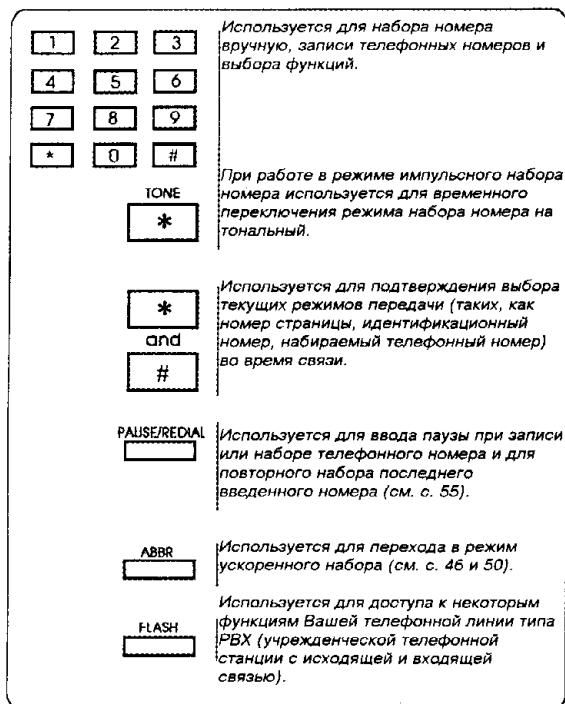 1 2 3
4 5 6
7 8 9
* 0 #
Используется для набора номера
вручную, записи телефонных номеров и
выбора функций.
TONE
*
При работе в режиме импульсного набора
номера используется для временного
переключения режима набора номера на
тональный.
*
and
#
Используется для подтверждения выбора
текущих режимов передачи (таких, как
номер страницы, идентификационный
номер, набираемый телефонный номер)
во время связи.
PAUSE/REDIAL
Используется для ввода паузы при записи
или наборе телефонного номера и для
повторного набора последнего
введенного номера (см. с. 55).
ABBR
Используется для перехода в режим
ускоренного набора (см. с. 46 и 50).
FLASH
Используется для доступа к некоторым
функциям Вашей телефонной линии типа
PBX (учрежденческой телефонной
станции с исходящей и входящей
связью).